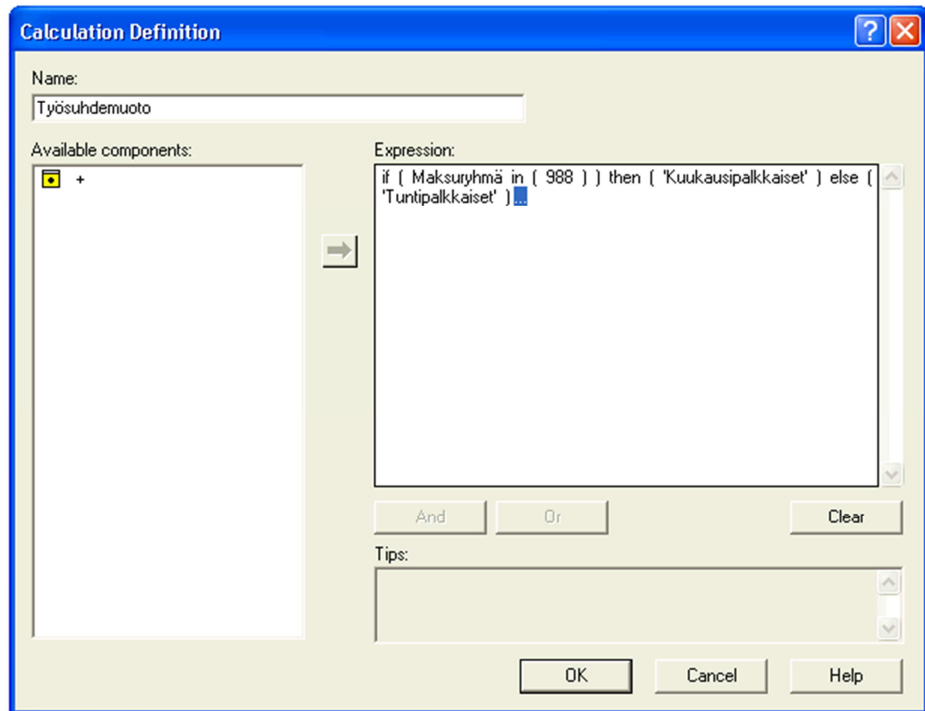 Calculation Definition
Name:
Työsuhdemuoto
Available components:
+
Expression:
if ( Maksuryhmä in ( 988 ) ) then ( 'Kuukausipalkkaiset' ) else (
'Tuntipalkkaiset' ) ...
And
Or
Clear
Tips:
OK
Cancel
Help